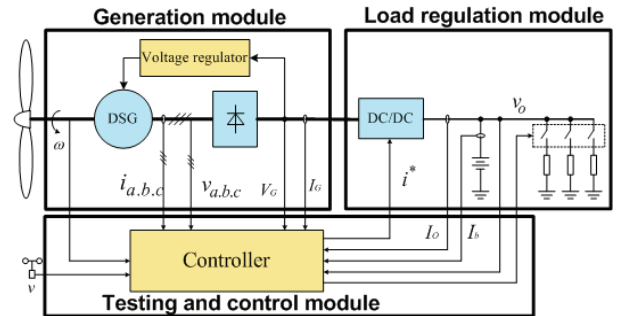 Generation module
Load regulation module
Voltage regulator
DSG
DC/DC
v_o
ω
i_{a.b.c}
v_{a.b.c}
V_G
I_G
i^*
I_O
I_b
Controller
v
Testing and control module